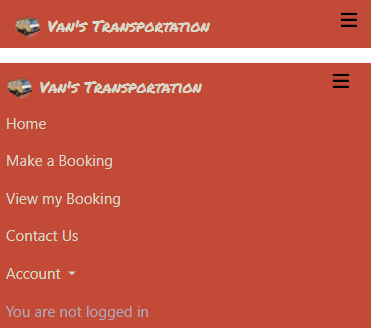 Van's Transportation
Van's Transportation
Home
Make a Booking
View my Booking
Contact Us
Account
You are not logged in